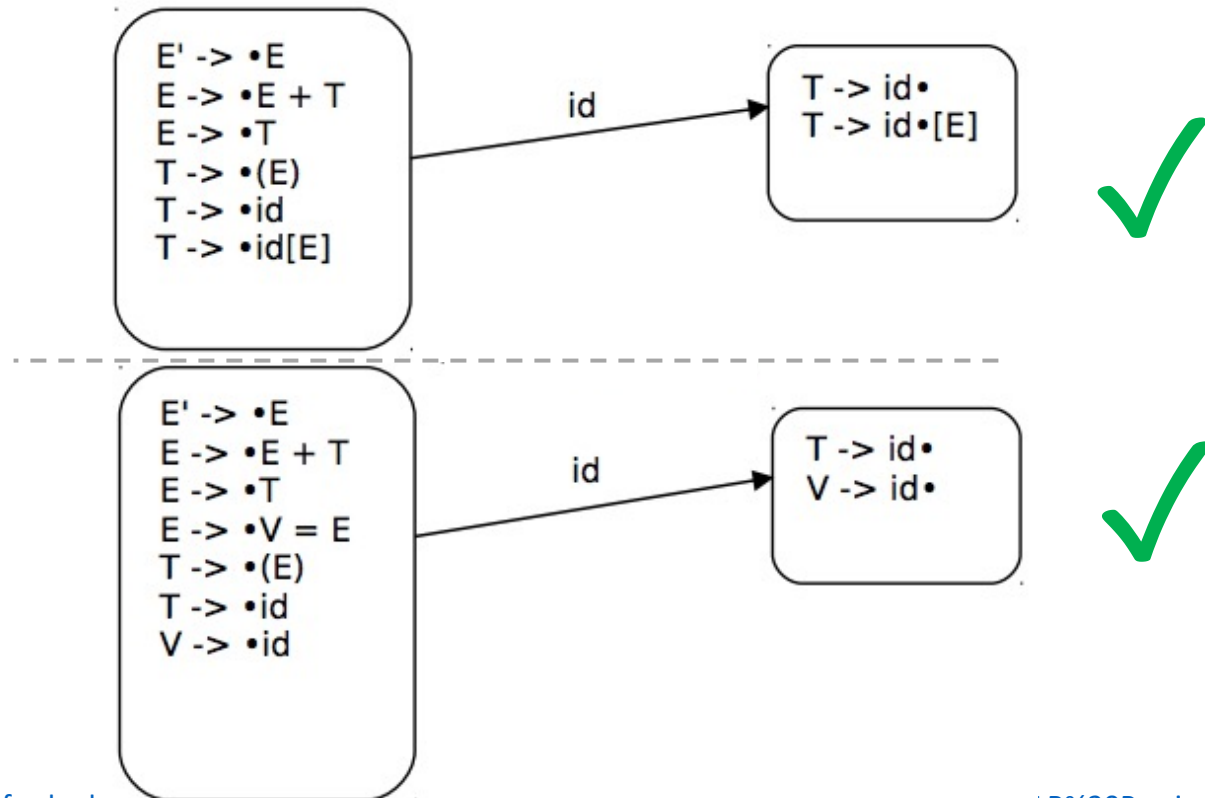 E' -> •E
E -> •E + T
E -> •T
T -> •(E)
T -> •id
T -> •id[E]
id
T -> id•
T -> id•[E]
E' -> •E
E -> •E + T
E -> •T
E -> •V = E
T -> •(E)
T -> •id
V -> •id
id
T -> id•
V -> id•